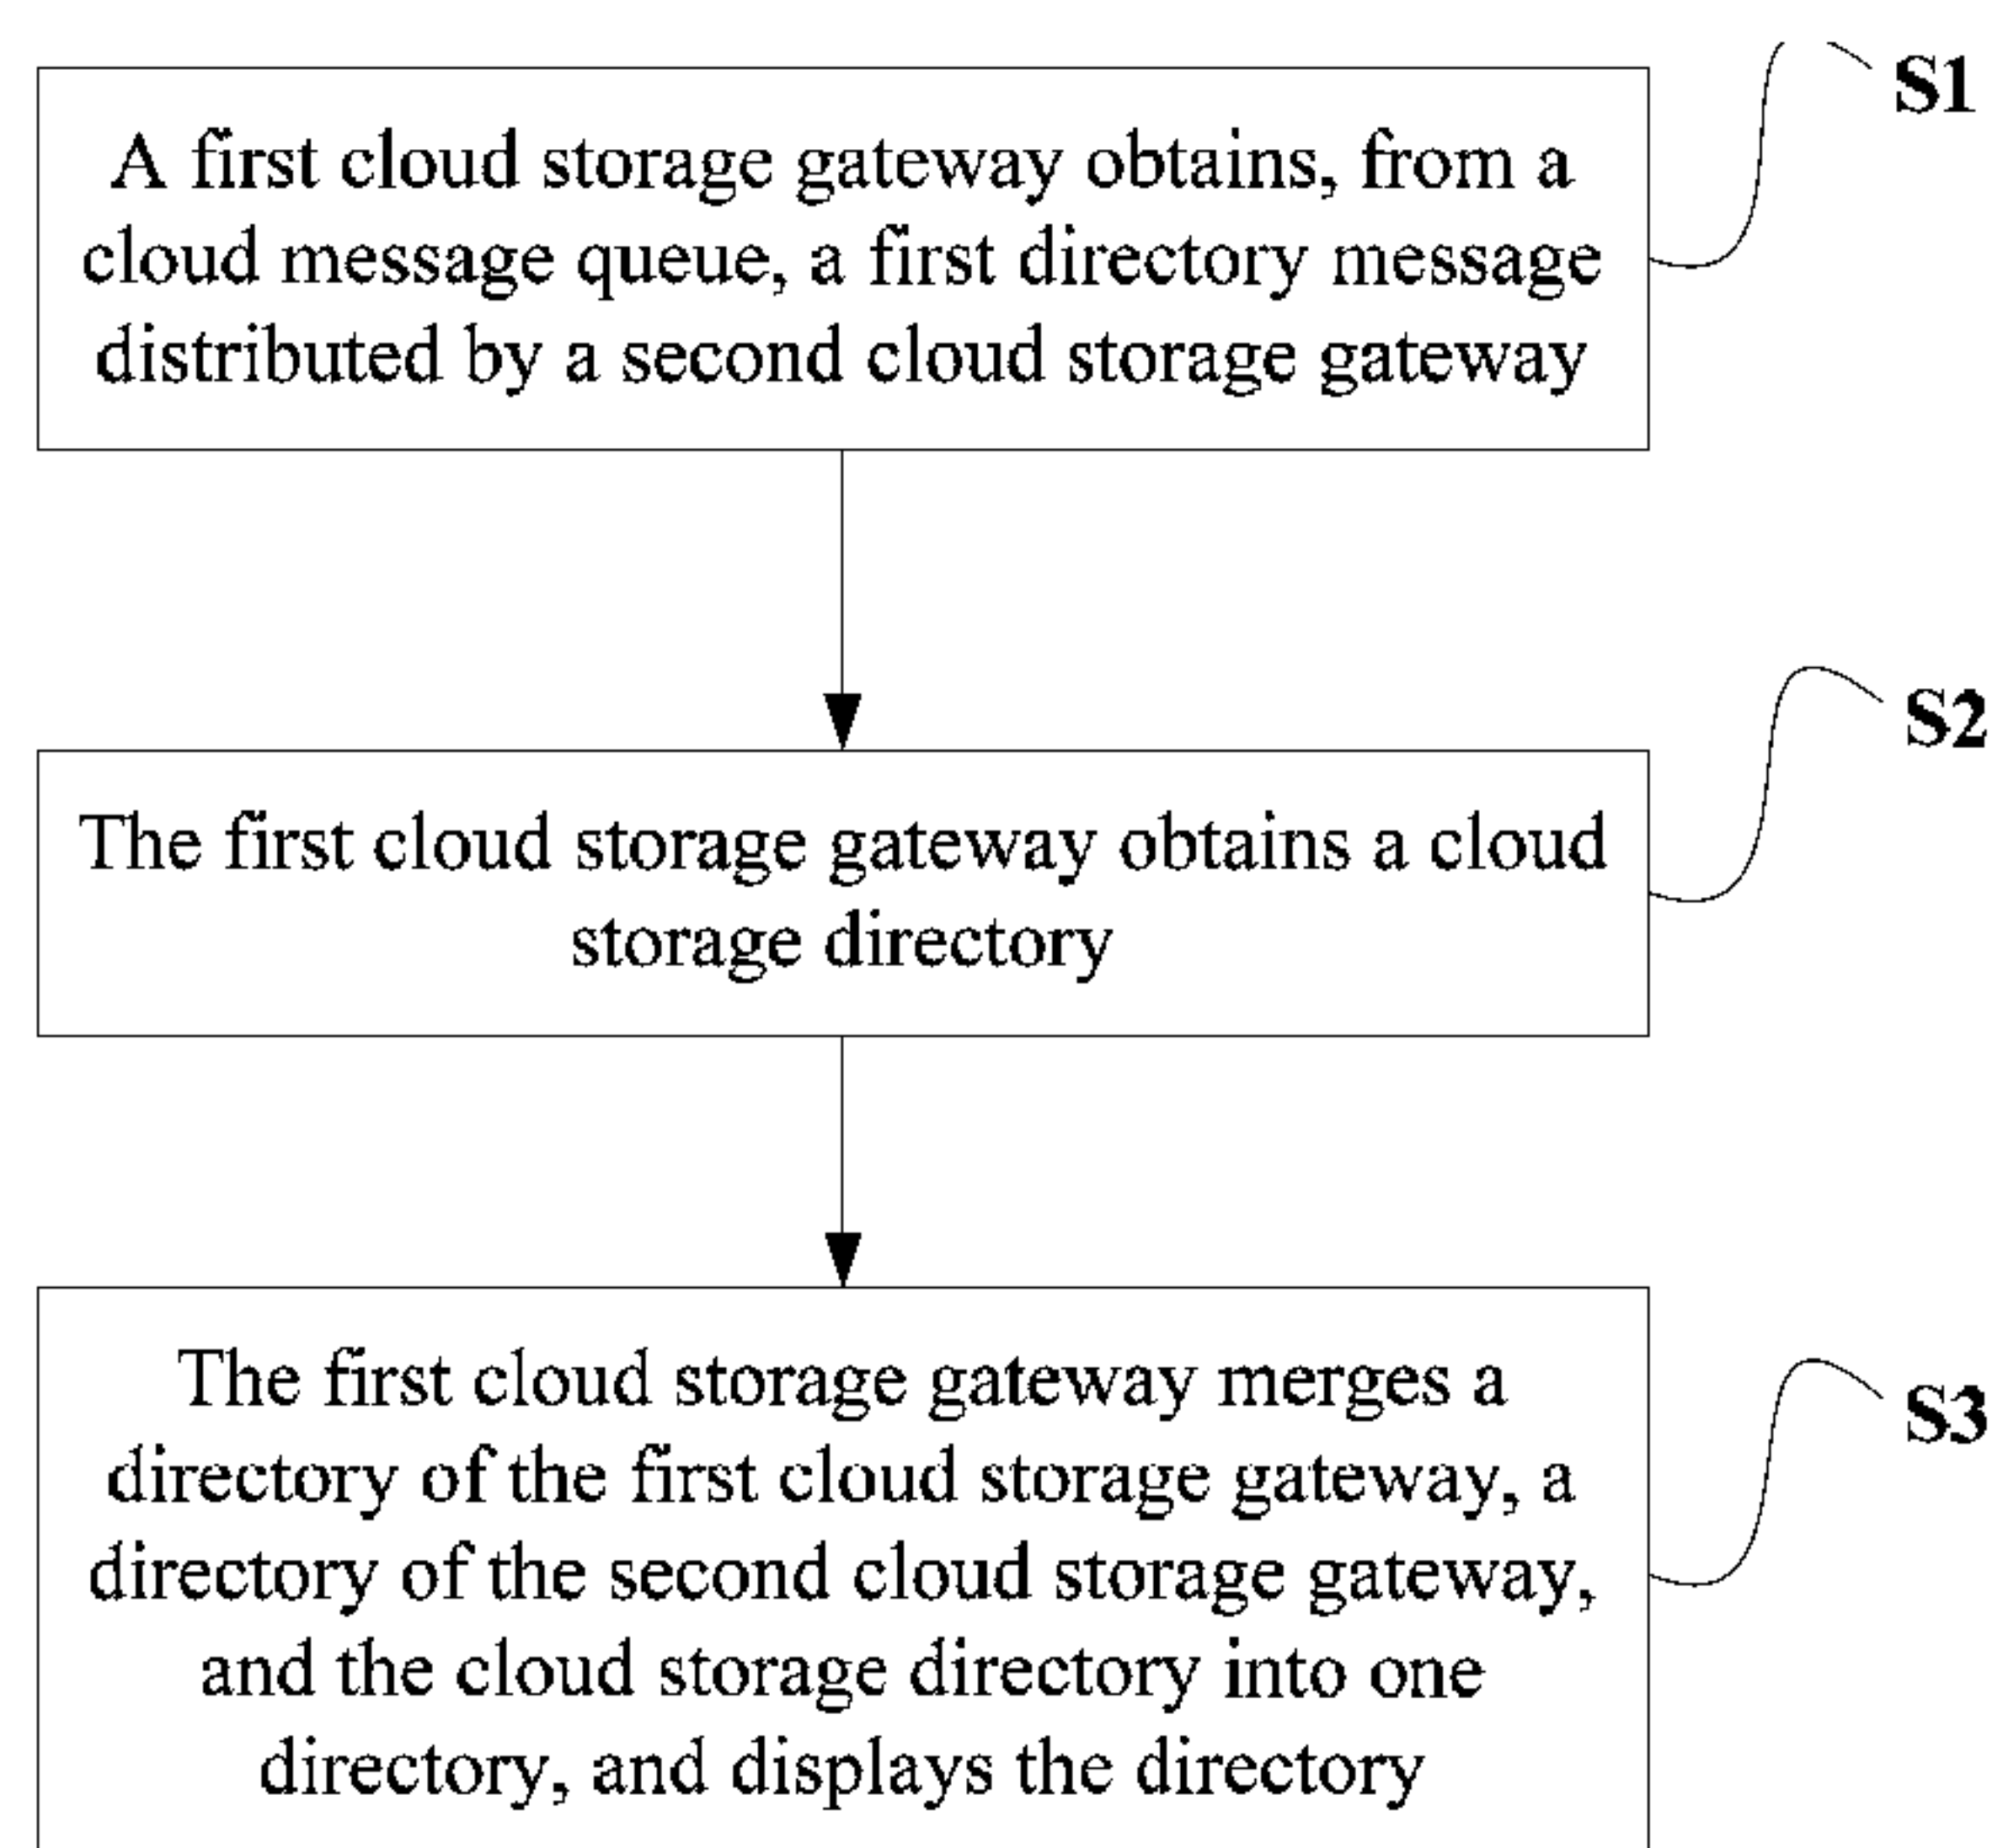 S1
A first cloud storage gateway obtains, from a
cloud message queue, a first directory message
distributed by a second cloud storage gateway
S2
The first cloud storage gateway obtains a cloud
storage directory
S3
The first cloud storage gateway merges a
directory of the first cloud storage gateway, a
directory of the second cloud storage gateway,
and the cloud storage directory into one
directory, and displays the directory